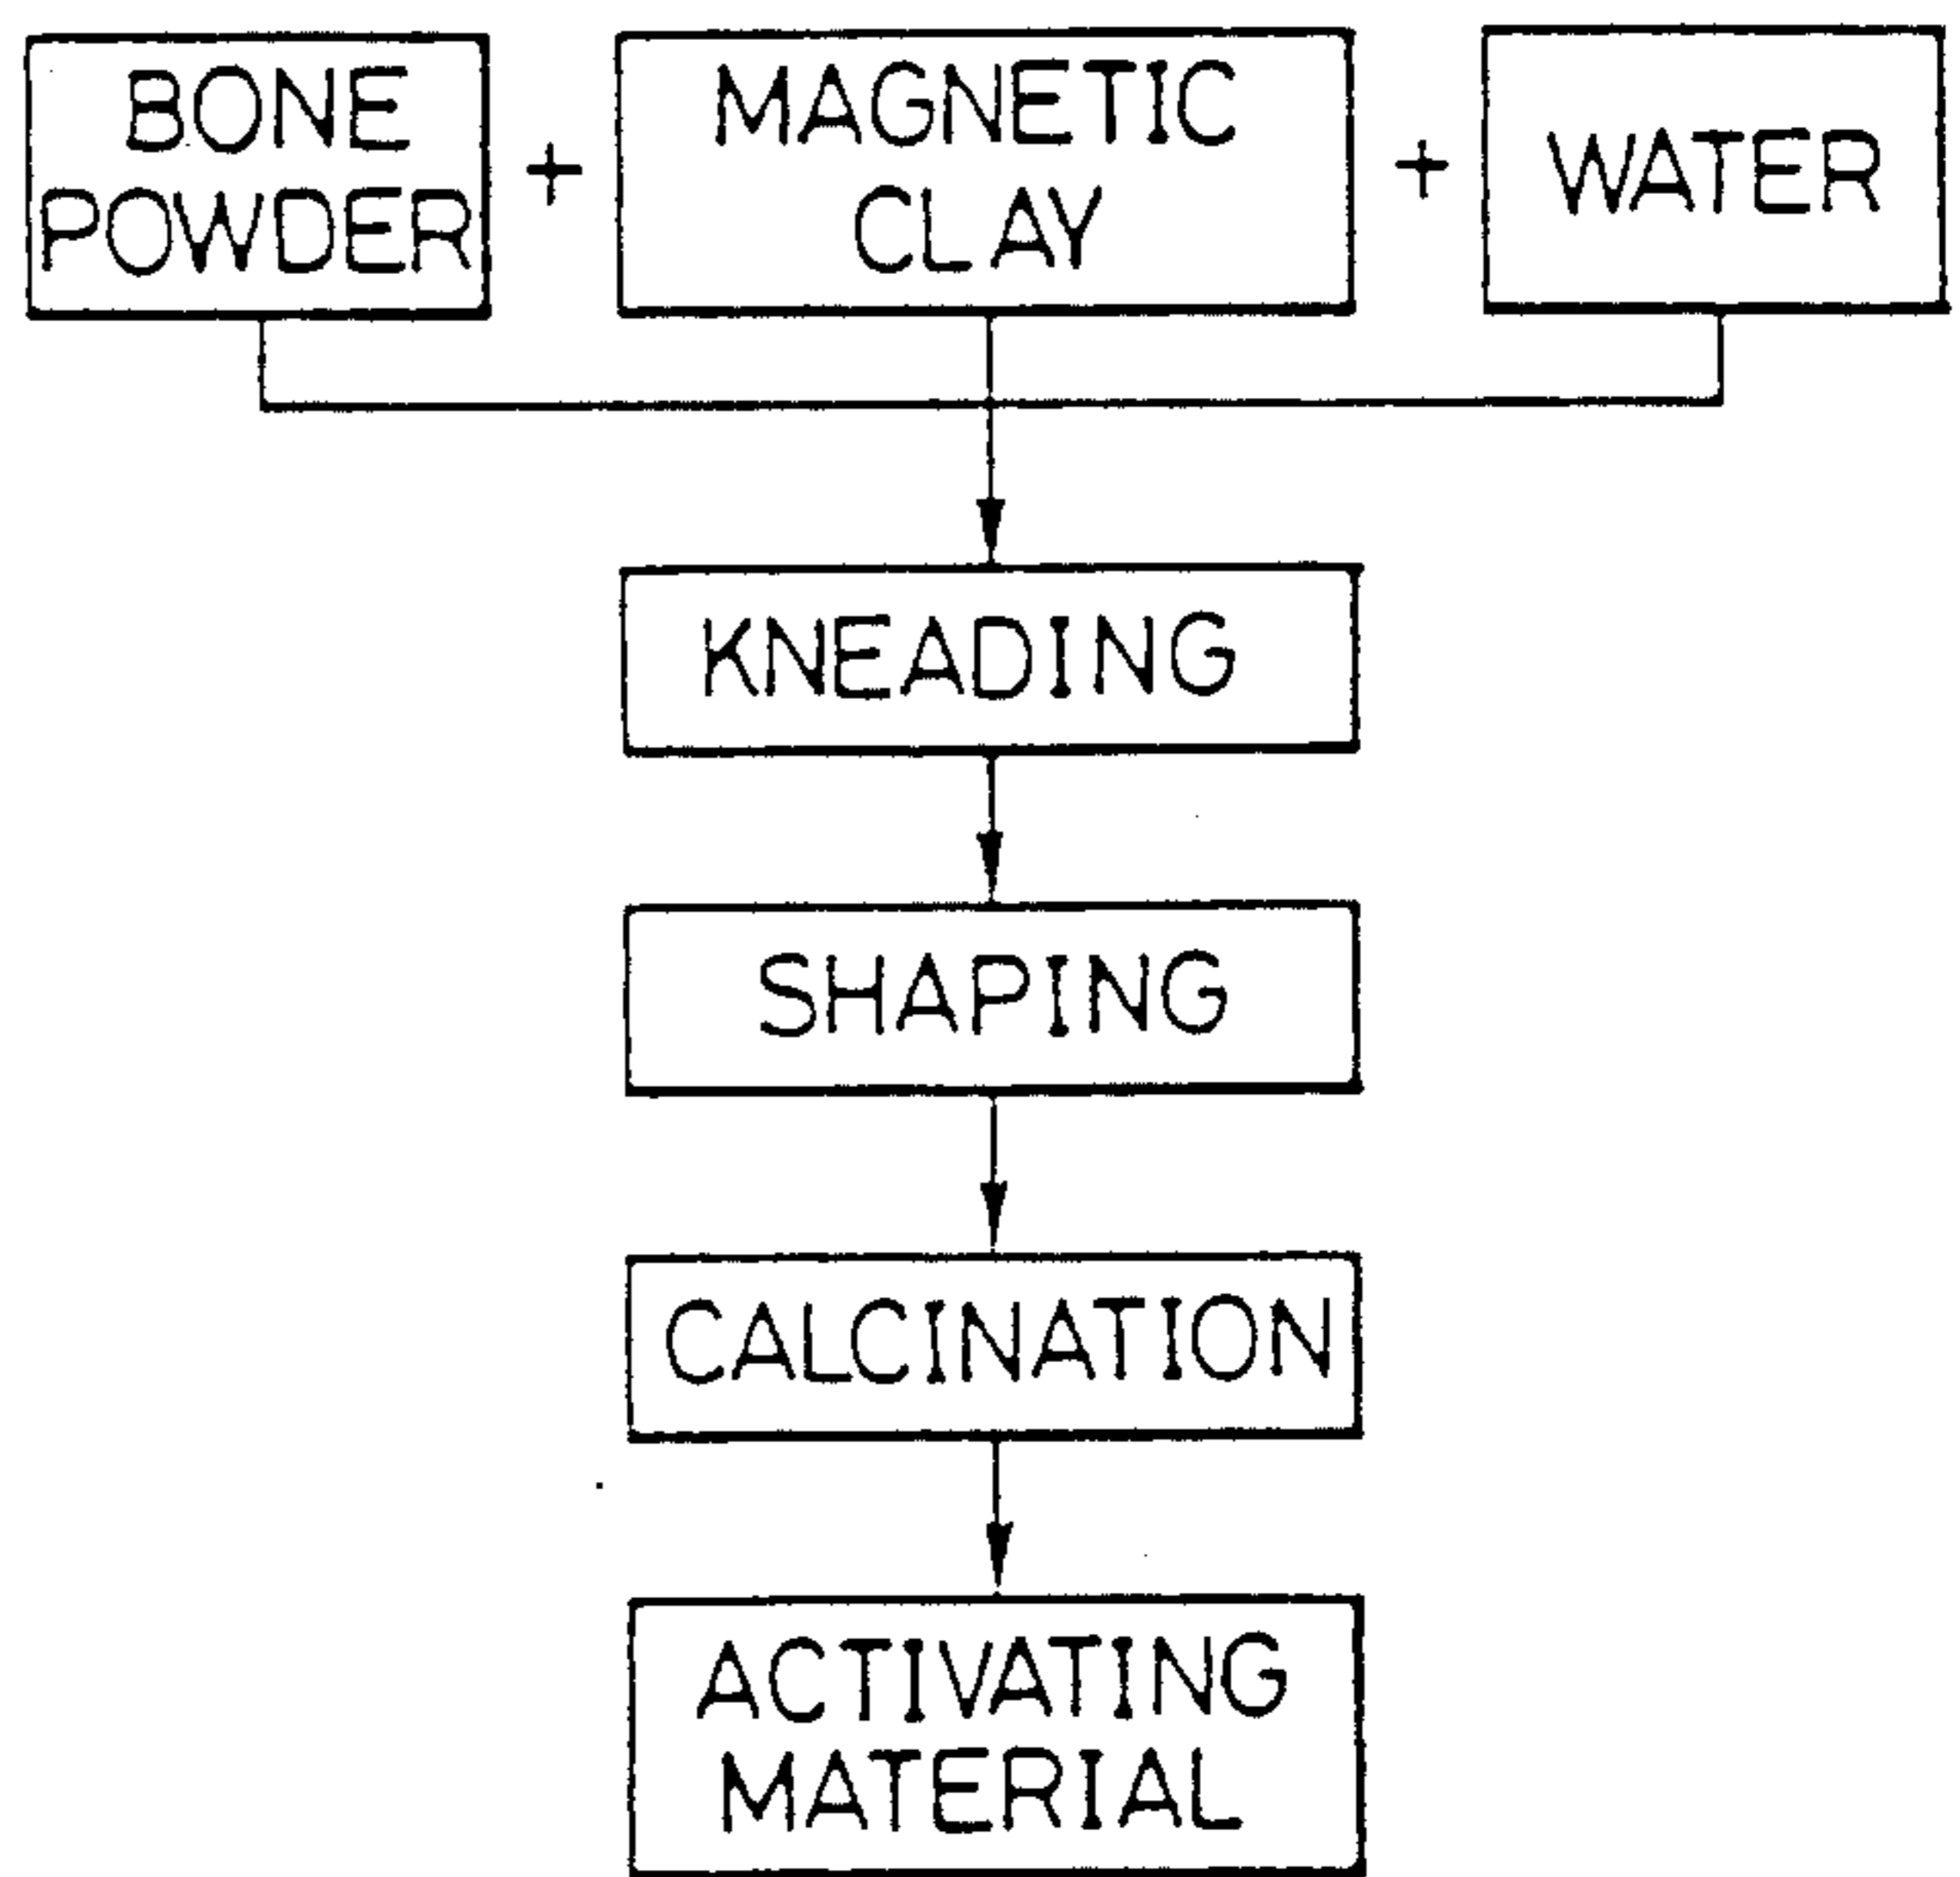 BONE
POWDER
+
MAGNETIC
CLAY
+
WATER
KNEADING
SHAPING
CALCINATION
ACTIVATING
MATERIAL